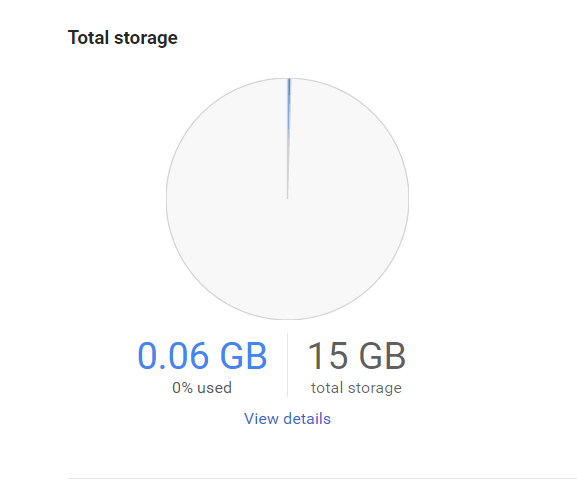 Total storage
0.06 GB
0% used
15 GB
total storage
View details